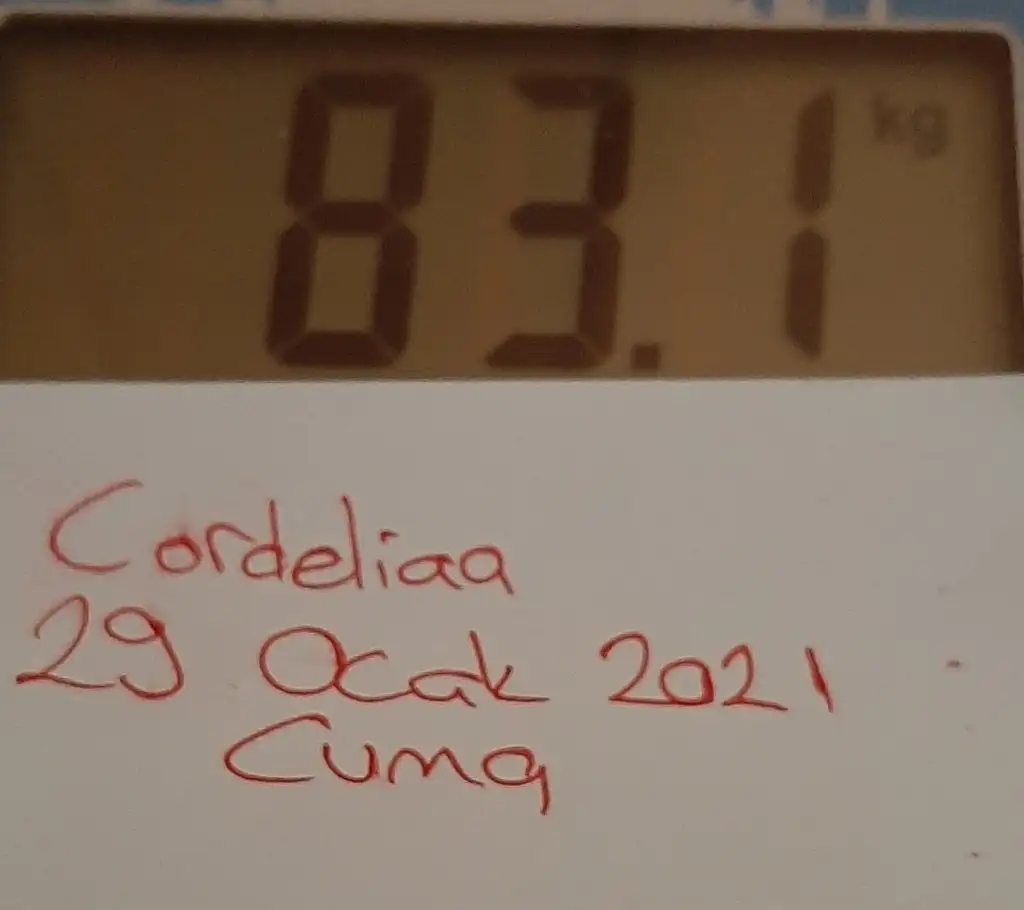 83.1 kg
Cordeliaa
29 Ocak 2021
Cuma